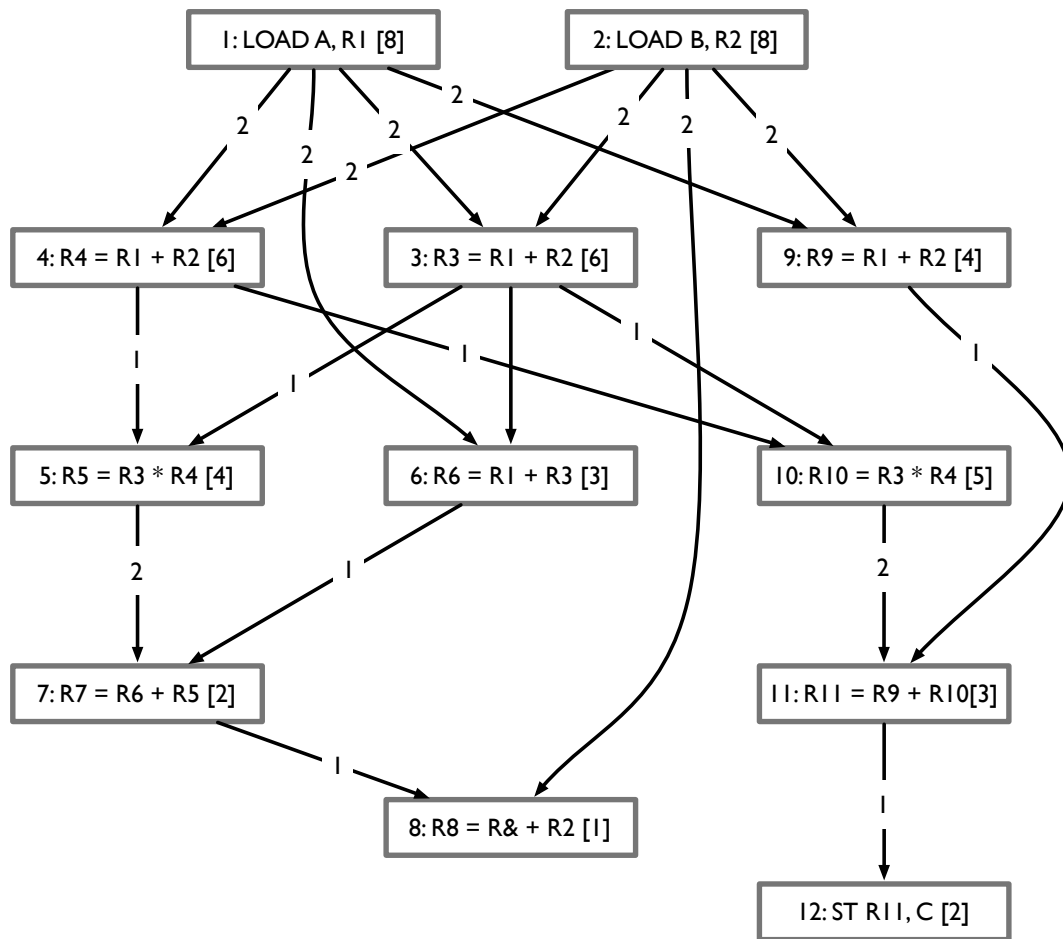 1: LOAD A, R1 [8]
2: LOAD B, R2 [8]
2
2
2
2
2
2
2
2
4: R4 = R1 + R2 [6]
3: R3 = R1 + R2 [6]
9: R9 = R1 + R2 [4]
1
1
1
1
1
5: R5 = R3 * R4 [4]
6: R6 = R1 + R3 [3]
10: R10 = R3 * R4 [5]
2
1
2
7: R7 = R6 + R5 [2]
11: R11 = R9 + R10[3]
1
1
8: R8 = R& + R2 [1]
12: ST R11, C [2]